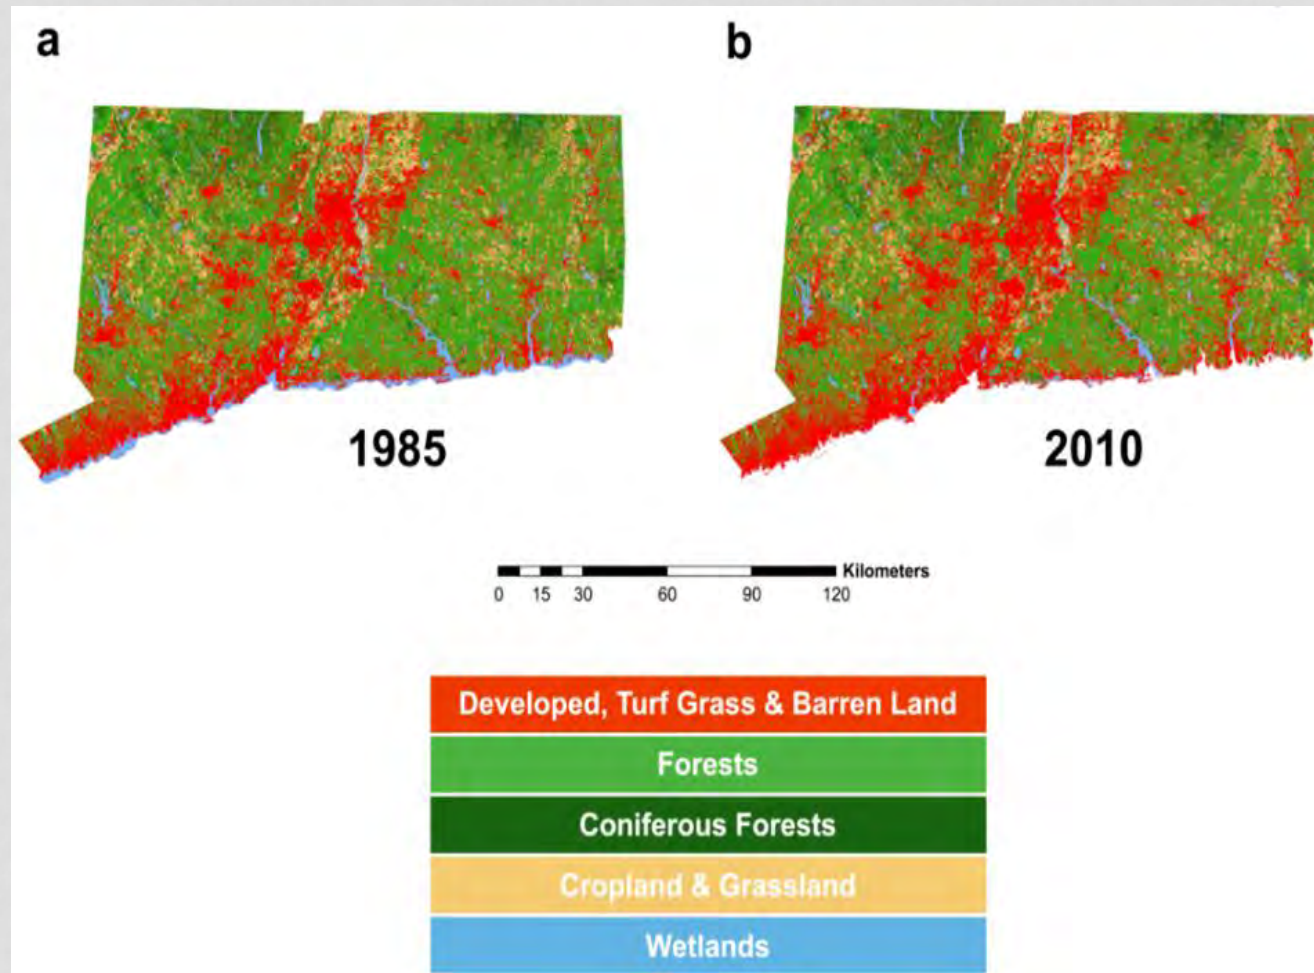 a
b
1985
2010
Kilometers
0 15 30 60 90 120
Developed, Turf Grass & Barren Land
Forests
Coniferous Forests
Cropland & Grassland
Wetlands